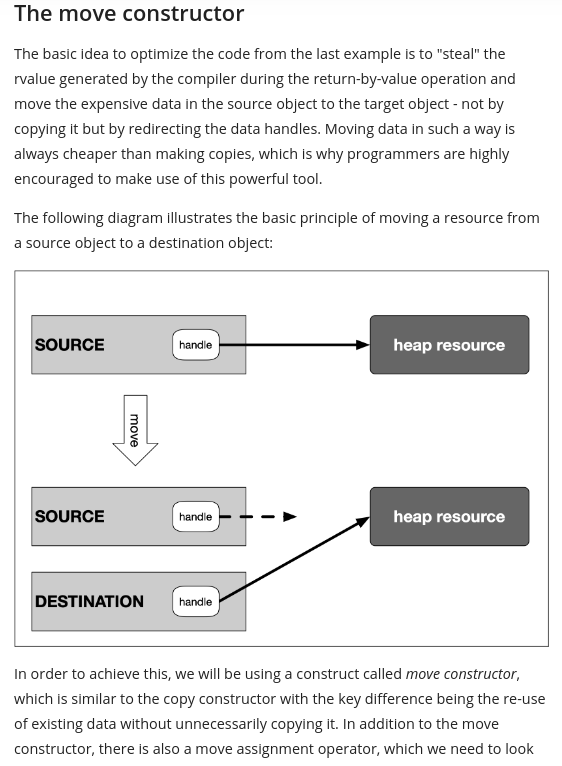 The move constructor
The basic idea to optimize the code from the last example is to "steal" the
rvalue generated by the compiler during the return-by-value operation and
move the expensive data in the source object to the target object - not by
copying it but by redirecting the data handles. Moving data in such a way is
always cheaper than making copies, which is why programmers are highly
encouraged to make use of this powerful tool.
The following diagram illustrates the basic principle of moving a resource from
a source object to a destination object:
SOURCE
handle
heap resource
move
SOURCE
handle
heap resource
DESTINATION
handle
In order to achieve this, we will be using a construct called move constructor,
which is similar to the copy constructor with the key difference being the re-use
of existing data without unnecessarily copying it. In addition to the move
constructor, there is also a move assignment operator, which we need to look